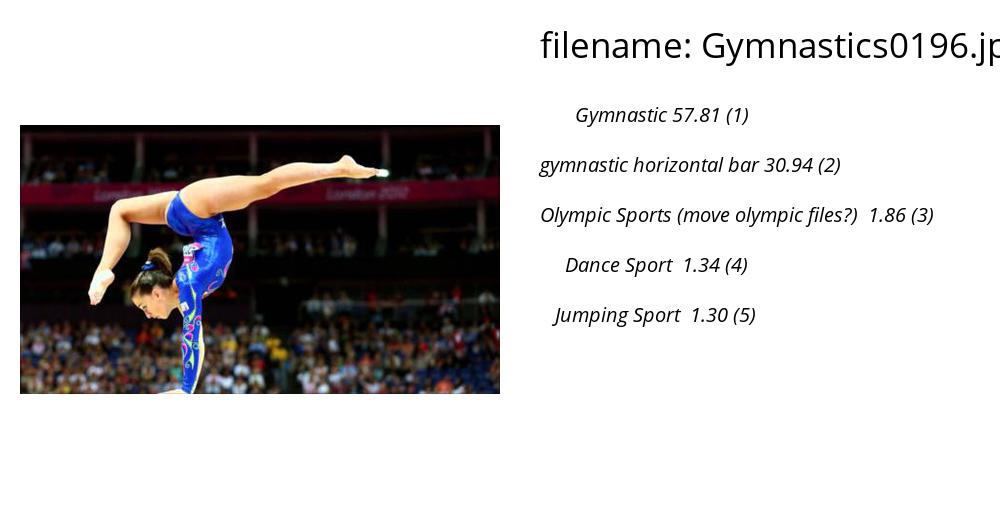 filename: Gymnastics0196.jp
Gymnastic 57.81 (1)
gymnastic horizontal bar 30.94 (2)
Olympic Sports (move olympic files?) 1.86 (3)
Dance Sport 1.34 (4)
Jumping Sport 1.30 (5)
London 2012
London 2012